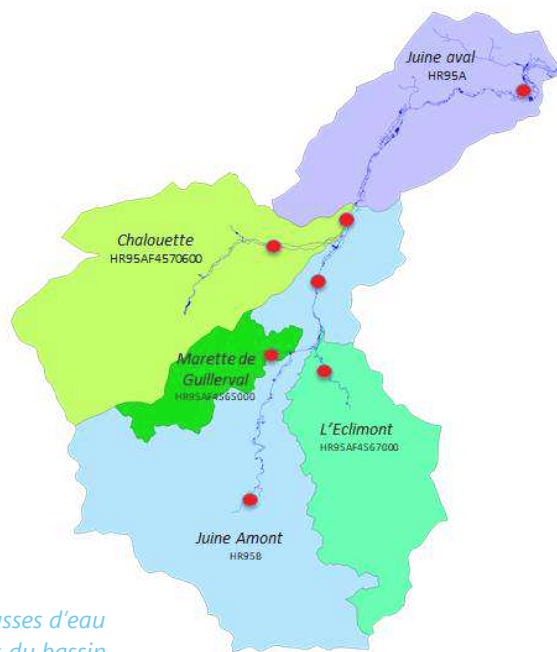 Juine aval
HR95A
Chalouette
HR95AF4570600
Marette de
Guillerval
HR95AF4565000
L'Eclimont
HR95AF4567000
Juine Amont
HR95B
sses d'eau
du bassin